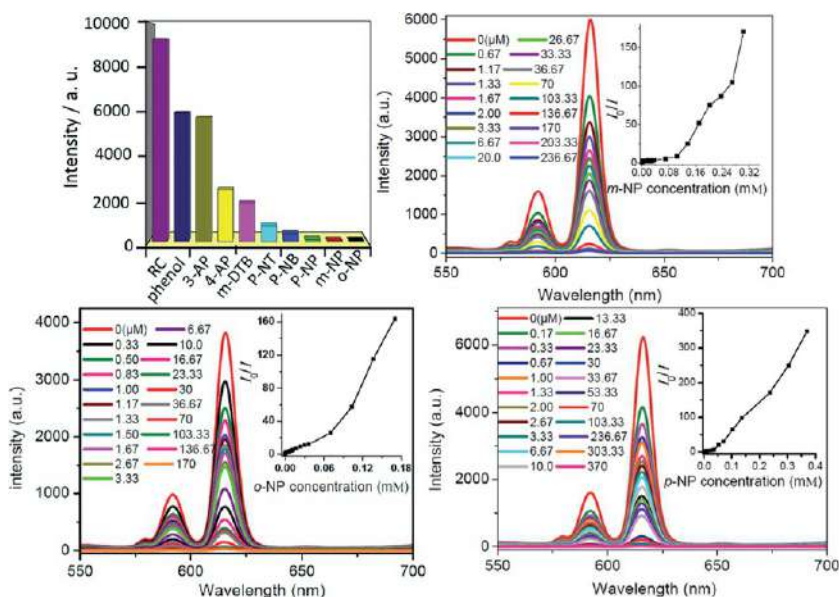 10000
8000
6000
4000
2000
0
Intensity / a. u.
RC
phenol
3-AP
4-AP
m-DTB
P-NT
P-NB
P-NP
m-NP
o-NP
6000
5000
4000
3000
2000
1000
0
Intensity (a.u.)
0(μM) 26.67
0.67 33.33
1.17 36.67
1.33 70
1.67 103.33
2.00 136.67
3.33 170
6.67 203.33
20.0 236.67
150
100
50
0
I0/I
0.00 0.08 0.16 0.24 0.32
m-NP concentration (mM)
550 600 650 700
Wavelength (nm)
4000
3000
2000
1000
0
intensity (a.u.)
0(μM) 6.67
0.33 10.0
0.50 16.67
0.83 23.33
1.00 30
1.17 36.67
1.33 70
1.50 103.33
1.67 136.67
2.67 170
3.33
160
120
80
40
0
I0/I
0.00 0.06 0.12 0.18
o-NP concentration (mM)
550 600 650 700
Wavelength (nm)
6000
4000
2000
0
Intensity (a.u.)
0(μM) 13.33
0.17 16.67
0.33 23.33
0.67 30
1.00 33.67
1.33 53.33
2.00 70
2.67 103.33
3.33 236.67
6.67 303.33
10.0 370
400
300
200
100
0
I0/I
0.0 0.1 0.2 0.3 0.4
p-NP concentration (mM)
550 600 650 700
Wavelength (nm)